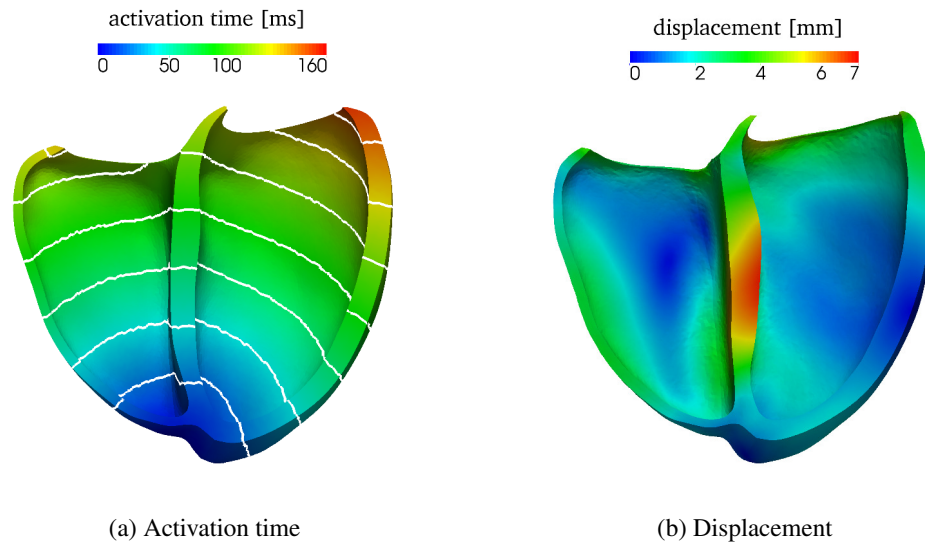 activation time [ms]
0 50 100 160
displacement [mm]
0 2 4 6 7
(a) Activation time
(b) Displacement